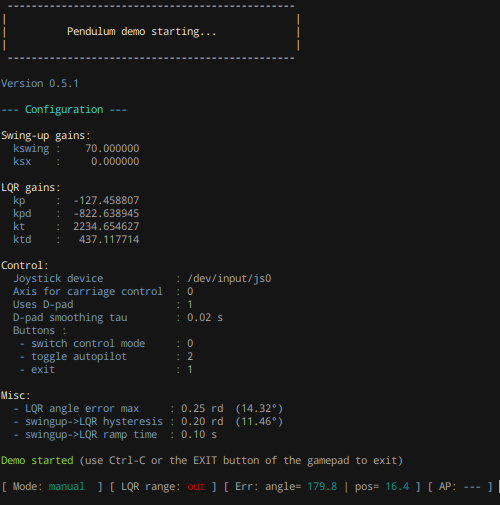 ------------------------------------------------
|                                                |
|          Pendulum demo starting...             |
|                                                |
------------------------------------------------
Version 0.5.1
--- Configuration ---
Swing-up gains:
kswing :    70.000000
ksx    :     0.000000
LQR gains:
kp     :  -127.458807
kpd    :  -822.638945
kt     :  2234.654627
ktd    :   437.117714
Control:
Joystick device            : /dev/input/js0
Axis for carriage control  : 0
Uses D-pad                 : 1
D-pad smoothing tau        : 0.02 s
Buttons :
- switch control mode     : 0
- toggle autopilot        : 2
- exit                    : 1
Misc:
- LQR angle error max     : 0.25 rd  (14.32°)
- swingup->LQR hysteresis : 0.20 rd  (11.46°)
- swingup->LQR ramp time  : 0.10 s
Demo started (use Ctrl-C or the EXIT button of the gamepad to exit)
[ Mode: manual  ] [ LQR range: out ] [ Err: angle= 179.8 | pos= 16.4 ] [ AP: --- ]